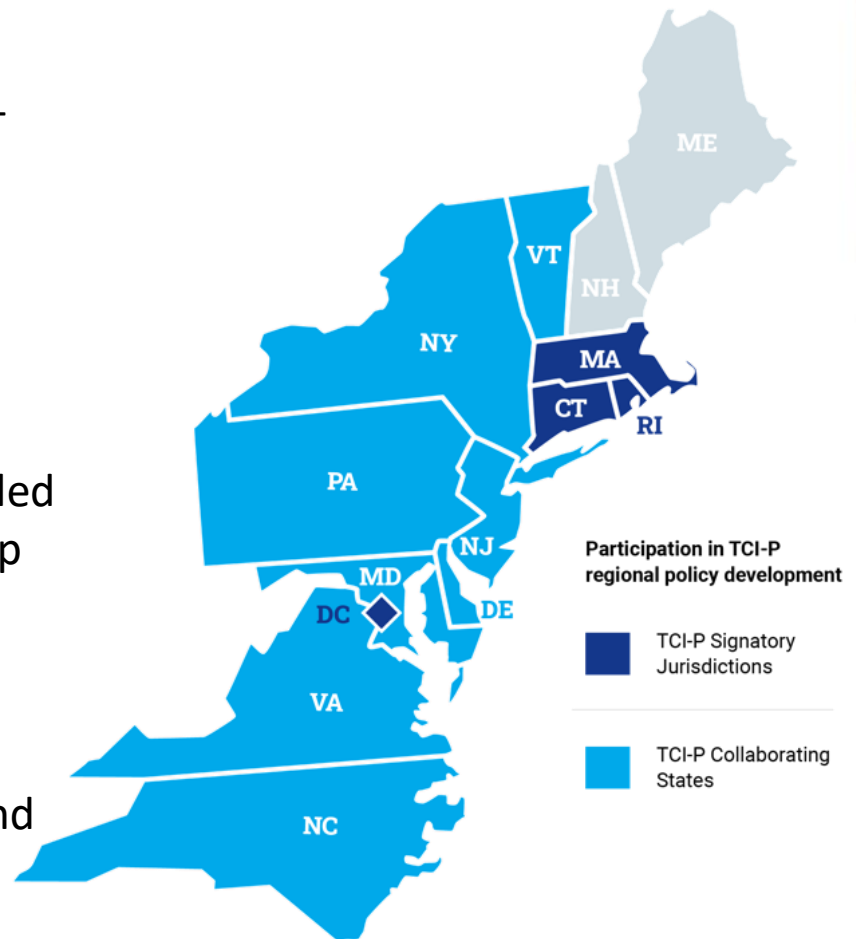 ME
VT
NH
NY
MA
CT
RI
PA
led
p
NJ
Participation in TCI-P
regional policy development
MD
DC
DE
TCI-P Signatory
Jurisdictions
VA
TCI-P Collaborating
States
nd
NC